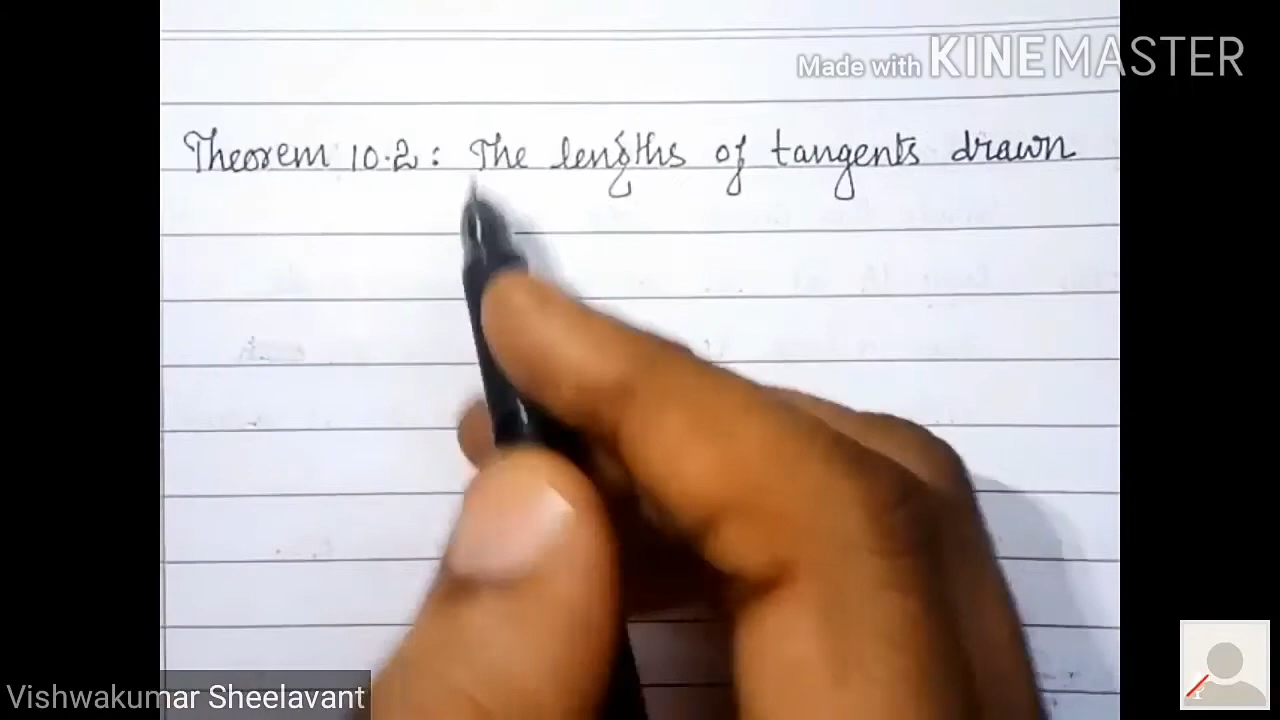 Made with KINEMASTER
Theorem 10.2: The lengths of tangents drawn
Vishwakumar Sheelavant